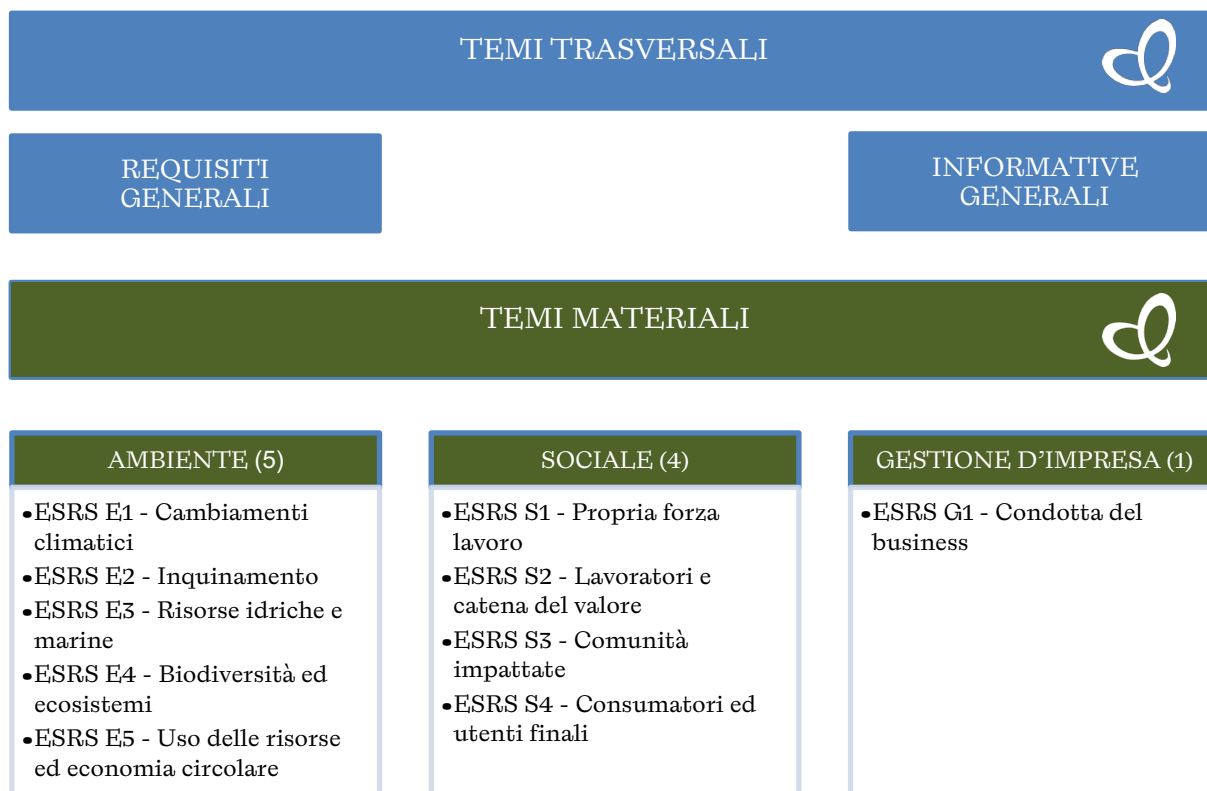 TEMI TRASVERSALI
REQUISITI
GENERALI
INFORMATIVE
GENERALI
TEMI MATERIALI
AMBIENTE (5)
•ESRS E1 - Cambiamenti
climatici
•ESRS E2 - Inquinamento
•ESRS E3 - Risorse idriche e
marine
•ESRS E4 - Biodiversità ed
ecosistemi
•ESRS E5 - Uso delle risorse
ed economia circolare
SOCIALE (4)
•ESRS S1 - Propria forza
lavoro
•ESRS S2 - Lavoratori e
catena del valore
•ESRS S3 - Comunità
impattate
•ESRS S4 - Consumatori ed
utenti finali
GESTIONE D’IMPRESA (1)
•ESRS G1 - Condotta del
business